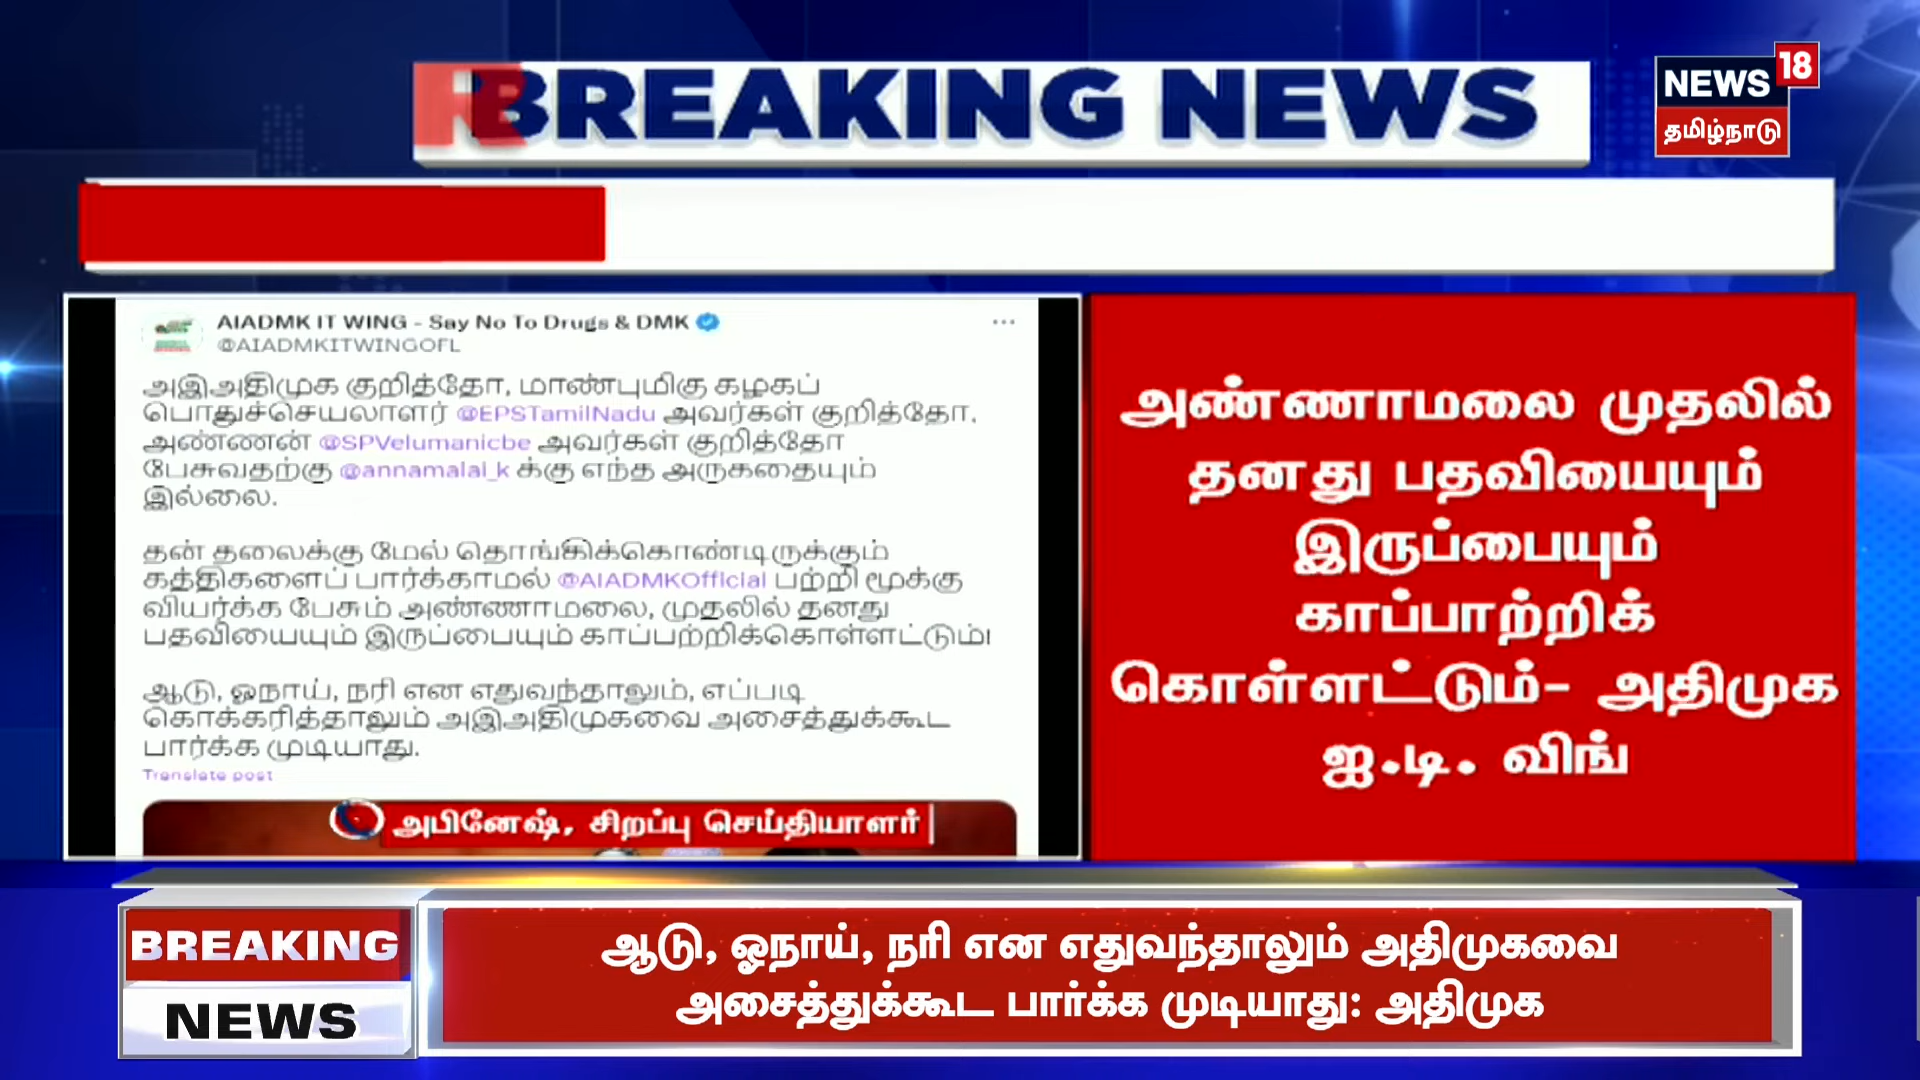 BREAKING NEWS
NEWS 18
தமிழ்நாடு
AIADMK IT WING - Say No To Drugs & DMK
@AIADMKITWINGOFL
அஇஅதிமுக குறித்தோ, மாண்புமிகு கழகப்
பொதுச்செயலாளர் @EPSTamilNadu அவர்கள் குறித்தோ,
அண்ணன் @SPVelumanicbe அவர்கள் குறித்தோ
பேசுவதற்கு @annamalai_k க்கு எந்த அருகதையும்
இல்லை.
தன் தலைக்கு மேல் தொங்கிக்கொண்டிருக்கும்
கத்திகளைப் பார்க்காமல் @AIADMKOfficial பற்றி மூக்கு
வியர்க்க பேசும் அண்ணாமலை, முதலில் தனது
பதவியையும் இருப்பையும் காப்பற்றிக்கொள்ளட்டும்!
ஆடு, ஓநாய், நரி என எதுவந்தாலும், எப்படி
கொக்கரித்தாலும் அஇஅதிமுகவை அசைத்துக்கூட
பார்க்க முடியாது.
Translate post
அபினேஷ், சிறப்பு செய்தியாளர்
அண்ணாமலை முதலில்
தனது பதவியையும்
இருப்பையும்
காப்பாற்றிக்
கொள்ளட்டும்- அதிமுக
ஐ.டி. விங்
BREAKING
NEWS
ஆடு, ஓநாய், நரி என எதுவந்தாலும் அதிமுகவை
அசைத்துக்கூட பார்க்க முடியாது: அதிமுக